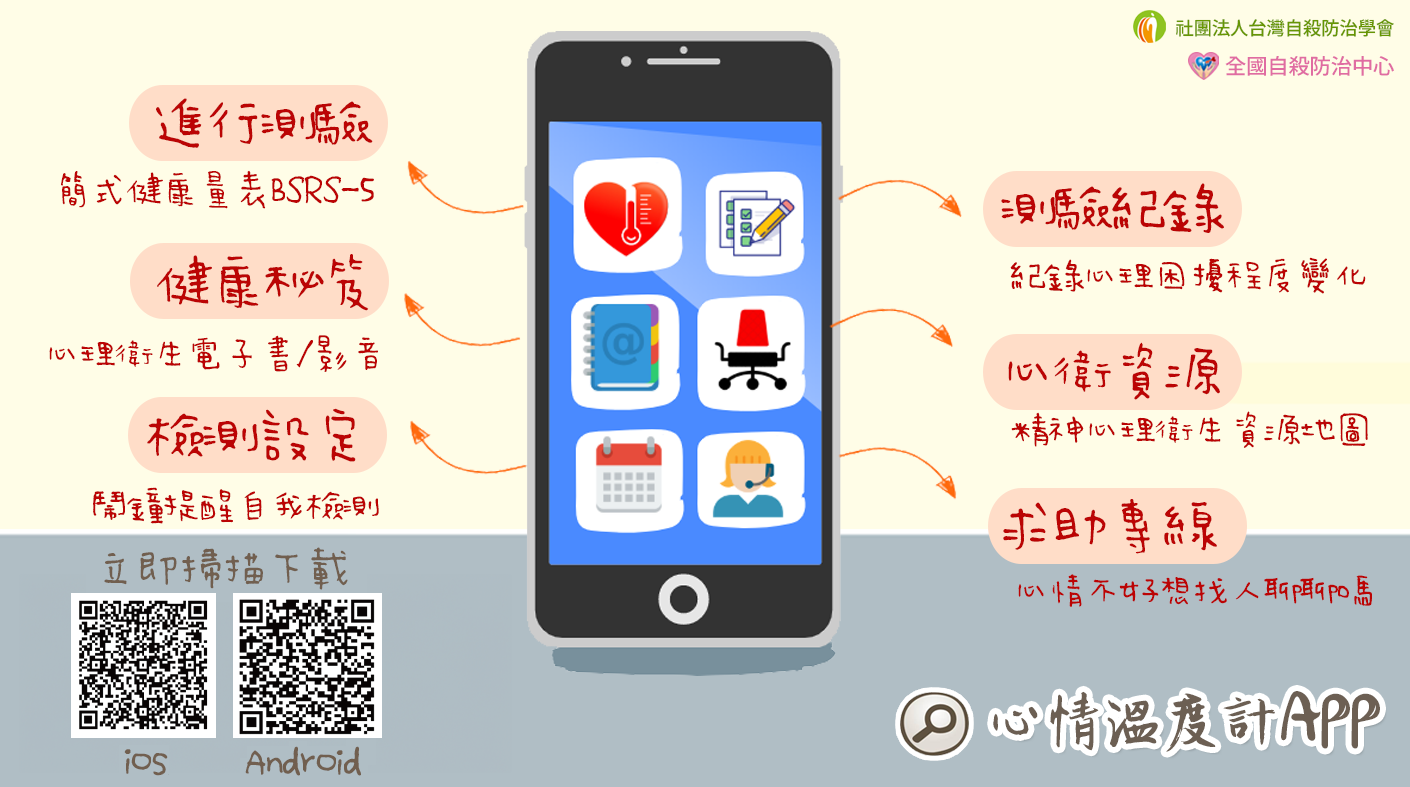 社團法人台灣自殺防治學會
全國自殺防治中心
進行測驗
簡式健康量表BSRS-5
健康秘笈
心理衛生電子書/影音
檢測設定
鬧鐘提醒自我檢測
測驗紀錄
紀錄心理困擾程度變化
心衛資源
精神心理衛生資源地圖
求助專線
心情不好想找人聊聊嗎
@
立即掃描下載
ios
Android
心情溫度計APP